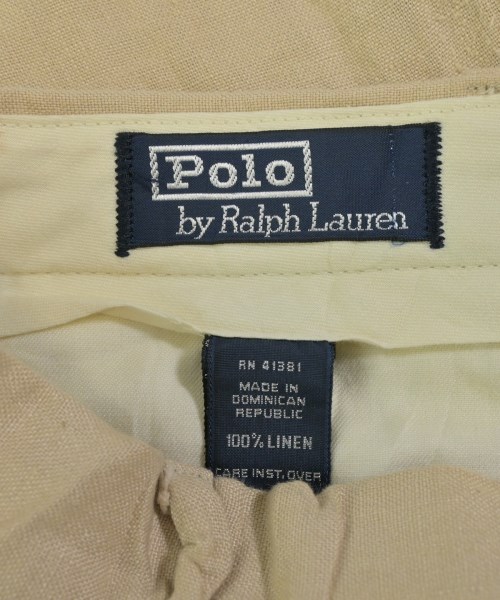 Polo
by Ralph Lauren
RN 41381
MADE IN
DOMINICAN
REPUBLIC
100% LINEN
CARE INST. OVER